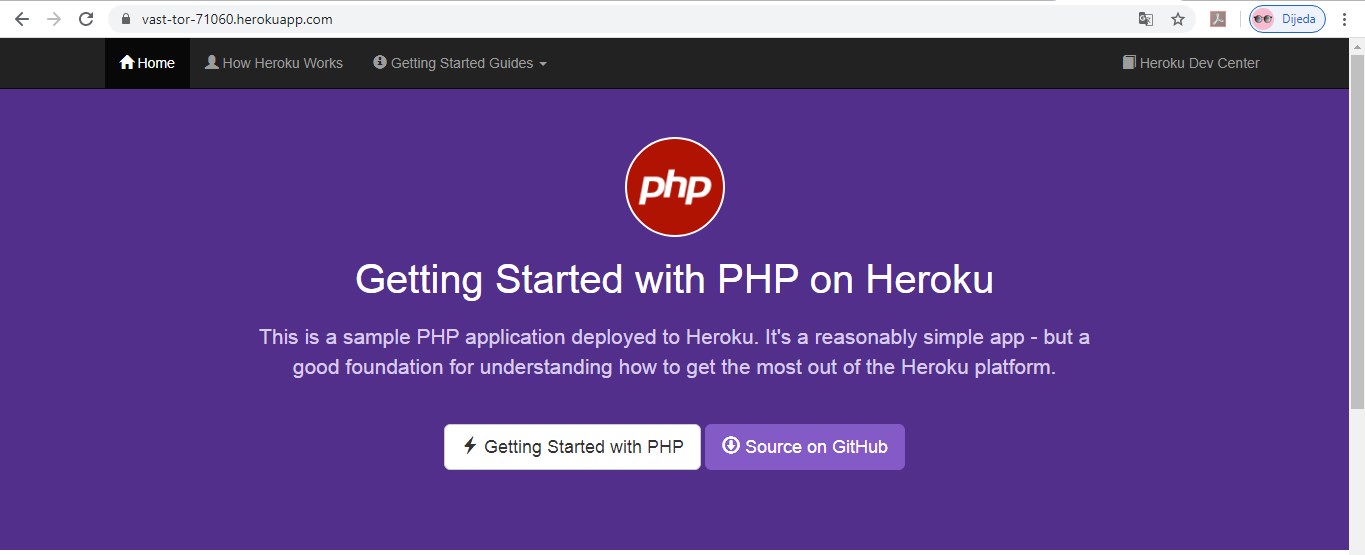 vast-tor-71060.herokuapp.com
Dijeda
Home How Heroku Works Getting Started Guides Heroku Dev Center
php
Getting Started with PHP on Heroku
This is a sample PHP application deployed to Heroku. It's a reasonably simple app - but a
good foundation for understanding how to get the most out of the Heroku platform.
Getting Started with PHP Source on GitHub